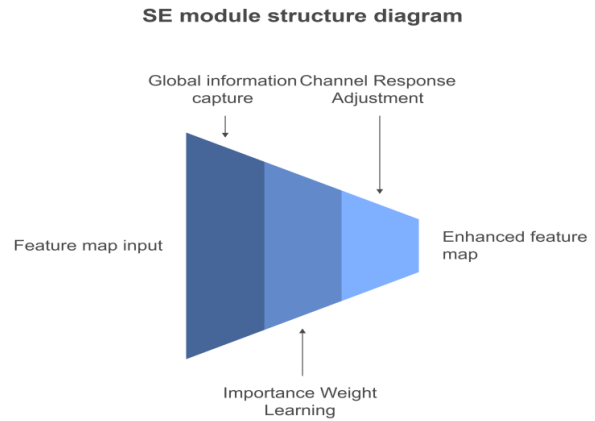 SE module structure diagram
Global information
capture
Channel Response
Adjustment
Feature map input
Enhanced feature
map
Importance Weight
Learning